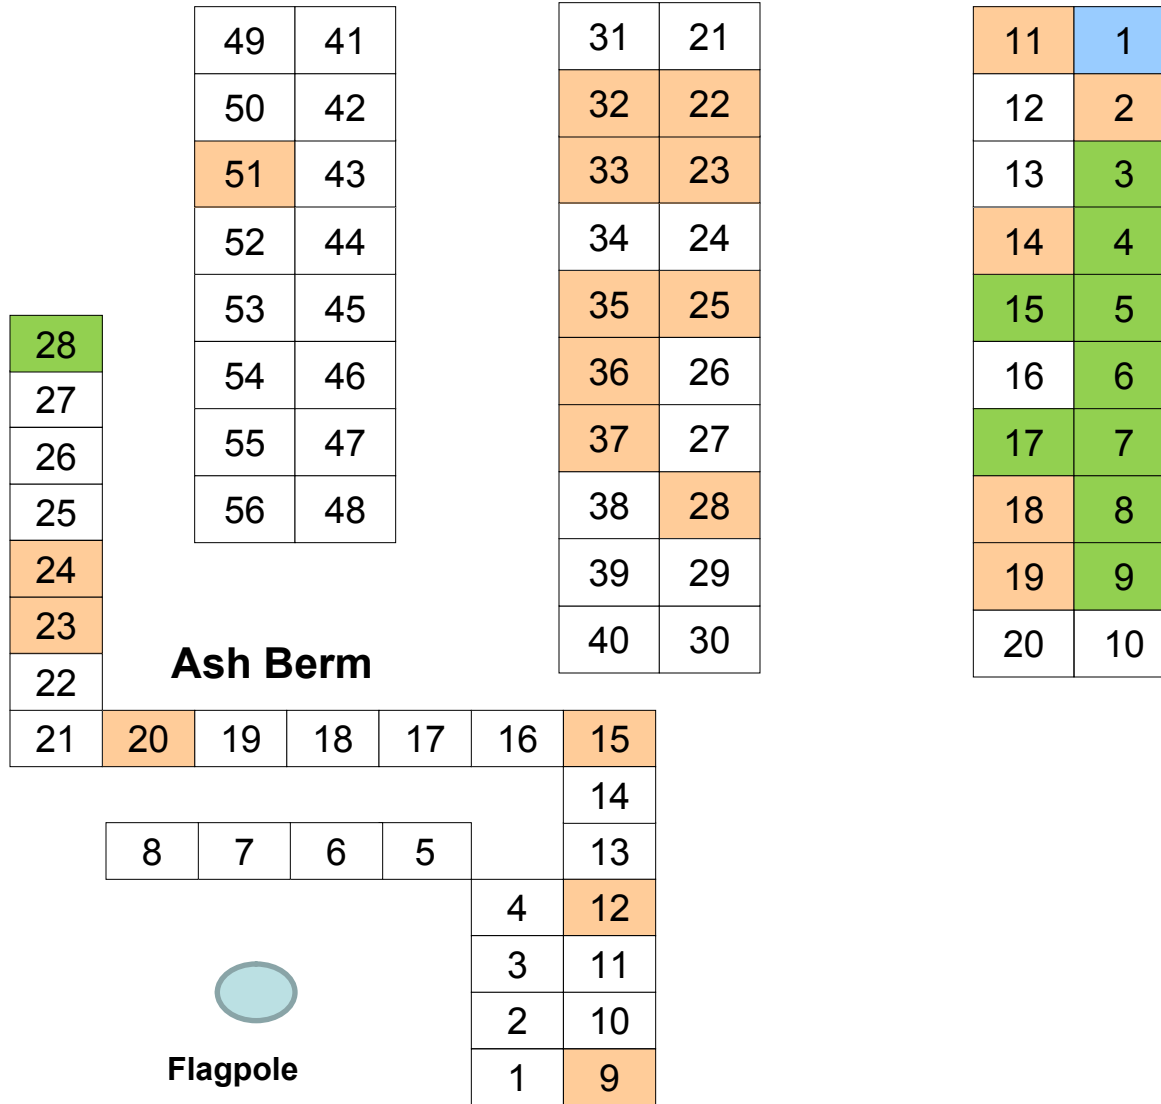 49 41 31 21 11 1
50 42 32 22 12 2
51 43 33 23 13 3
52 44 34 24 14 4
53 45 35 25 15 5
28
54 46 36 26 16 6
27
55 47 37 27 17 7
26
56 48 38 28 18 8
25
24 39 29 19 9
23
40 30 20 10
Ash Berm
22
21 20 19 18 17 16 15
14
8 7 6 5 13
4 12
3 11
2 10
Flagpole
1 9